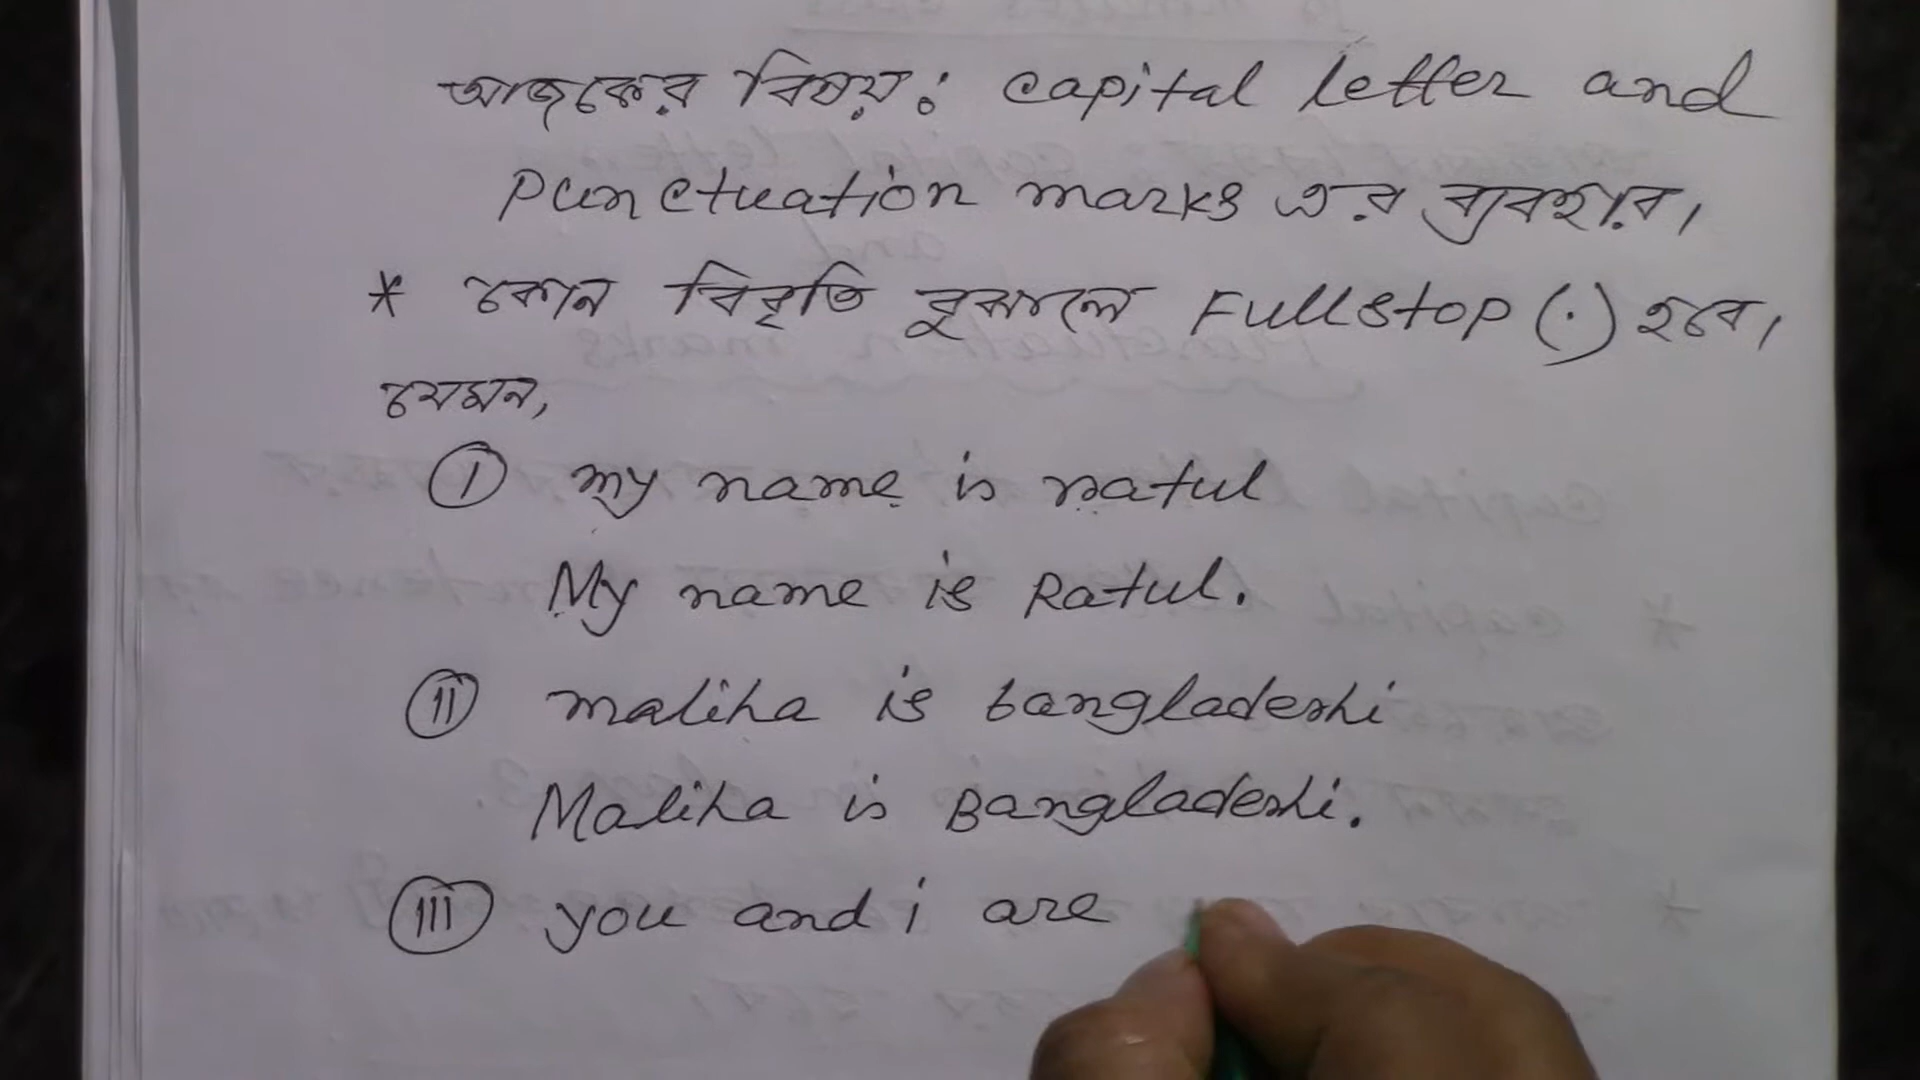 আজকের বিষয়: capital letter and
Punctuation marks এর ব্যবহার।
* কোন বিবৃতি বুঝালে Fullstop (.) হবে।
যেমন,
(i) my name is ratul
My name is Ratul.
(ii) maliha is bangladeshi
Maliha is Bangladeshi.
(iii) you and i are